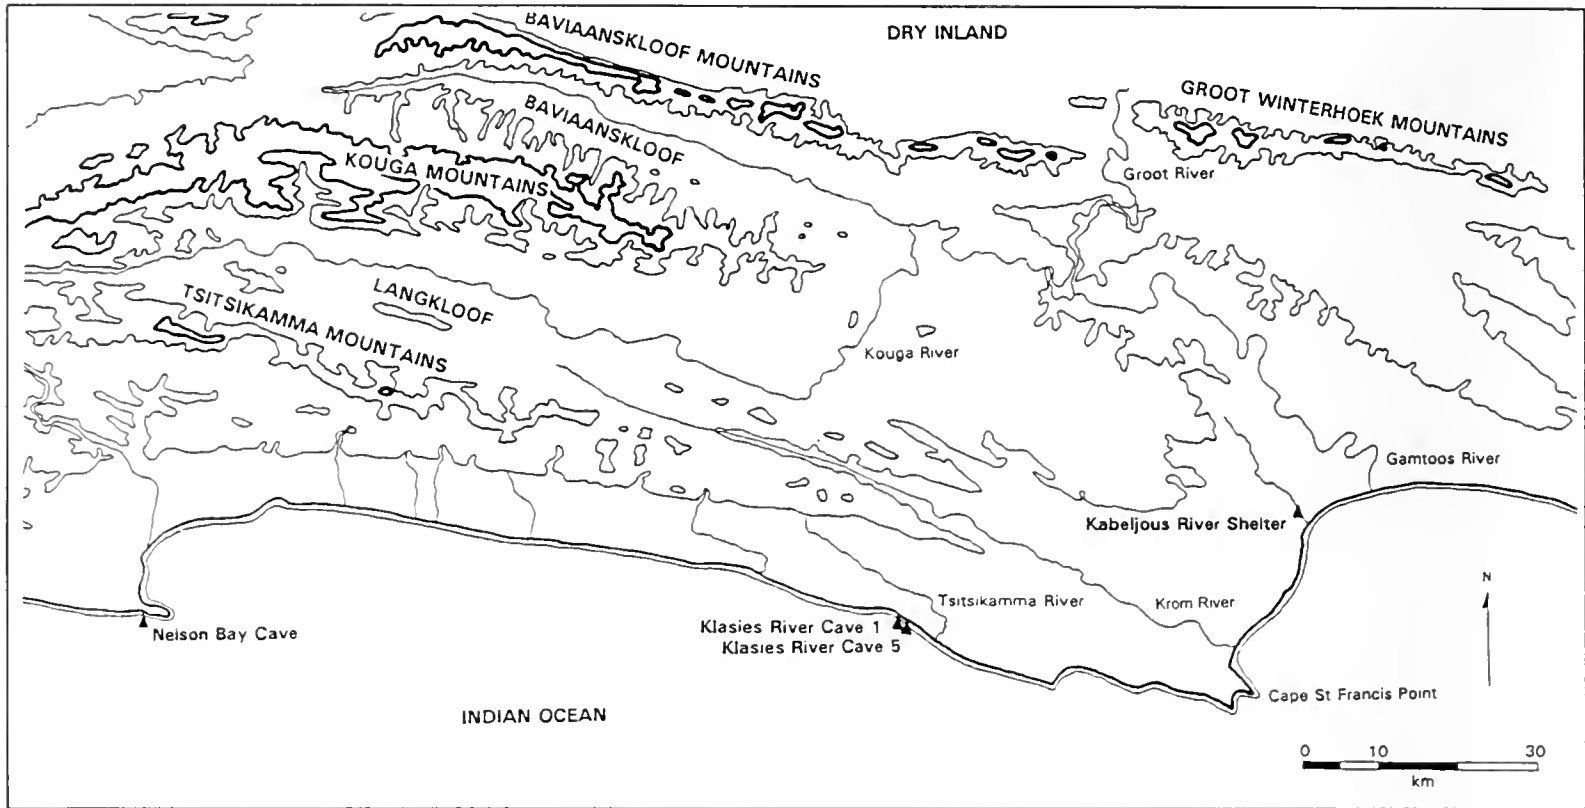 BAVIAANSKLOOF MOUNTAINS
DRY INLAND
GROOT WINTERHOEK MOUNTAINS
BAVIAANSKLOOF
KOUGA MOUNTAINS
Groot River
LANGKLOOF
TSITSIKAMMA MOUNTAINS
Kouga River
Gamtoos River
Kabeljous River Shelter
N
Tsitsikamma River
Krom River
Nelson Bay Cave
Klasies River Cave 1
Klasies River Cave 5
Cape St Francis Point
INDIAN OCEAN
0 10 30
km